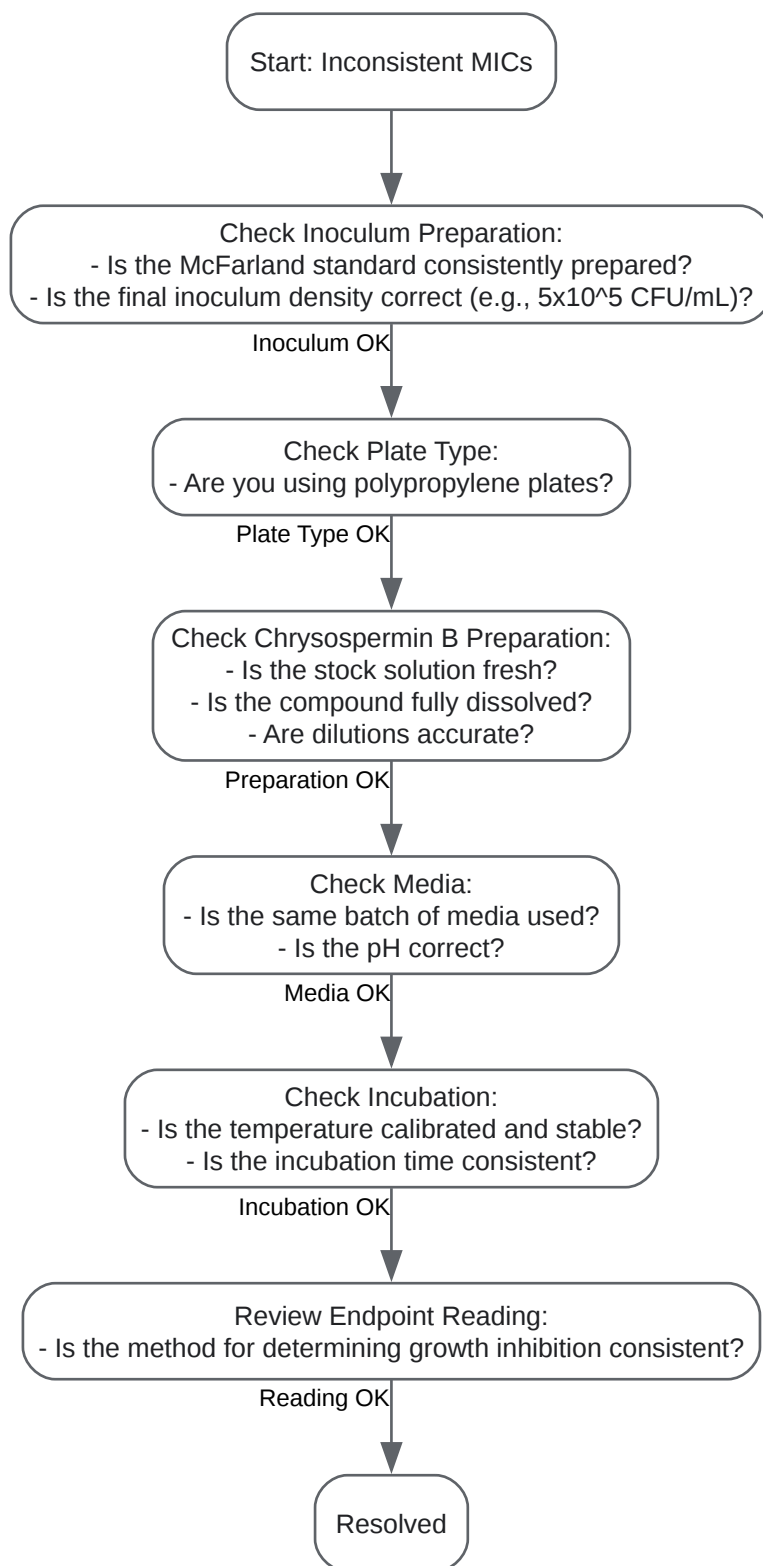 Start: Inconsistent MICs
Check Inoculum Preparation:
- Is the McFarland standard consistently prepared?
- Is the final inoculum density correct (e.g., 5x10^5 CFU/mL)?
Inoculum OK
Check Plate Type:
- Are you using polypropylene plates?
Plate Type OK
Check Chrysospermin B Preparation:
- Is the stock solution fresh?
- Is the compound fully dissolved?
- Are dilutions accurate?
Preparation OK
Check Media:
- Is the same batch of media used?
- Is the pH correct?
Media OK
Check Incubation:
- Is the temperature calibrated and stable?
- Is the incubation time consistent?
Incubation OK
Review Endpoint Reading:
- Is the method for determining growth inhibition consistent?
Reading OK
Resolved